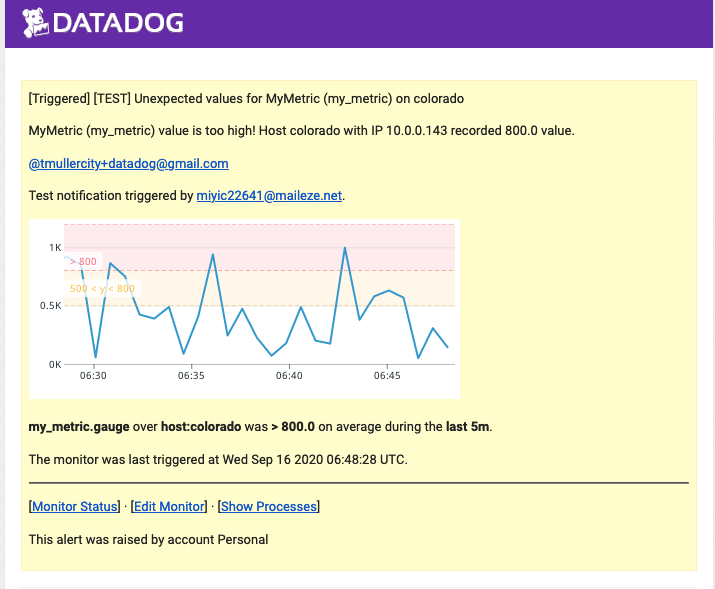 DATADOG
[Triggered] [TEST] Unexpected values for MyMetric (my_metric) on colorado
MyMetric (my_metric) value is too high! Host colorado with IP 10.0.0.143 recorded 800.0 value.
@tmullercity+datadog@gmail.com
Test notification triggered by miyic22641@maileze.net.
1K
> 800
500 < y < 800
0.5K
0K
06:30 06:35 06:40 06:45
my_metric.gauge over host:colorado was > 800.0 on average during the last 5m.
The monitor was last triggered at Wed Sep 16 2020 06:48:28 UTC.
[Monitor Status] · [Edit Monitor] · [Show Processes]
This alert was raised by account Personal